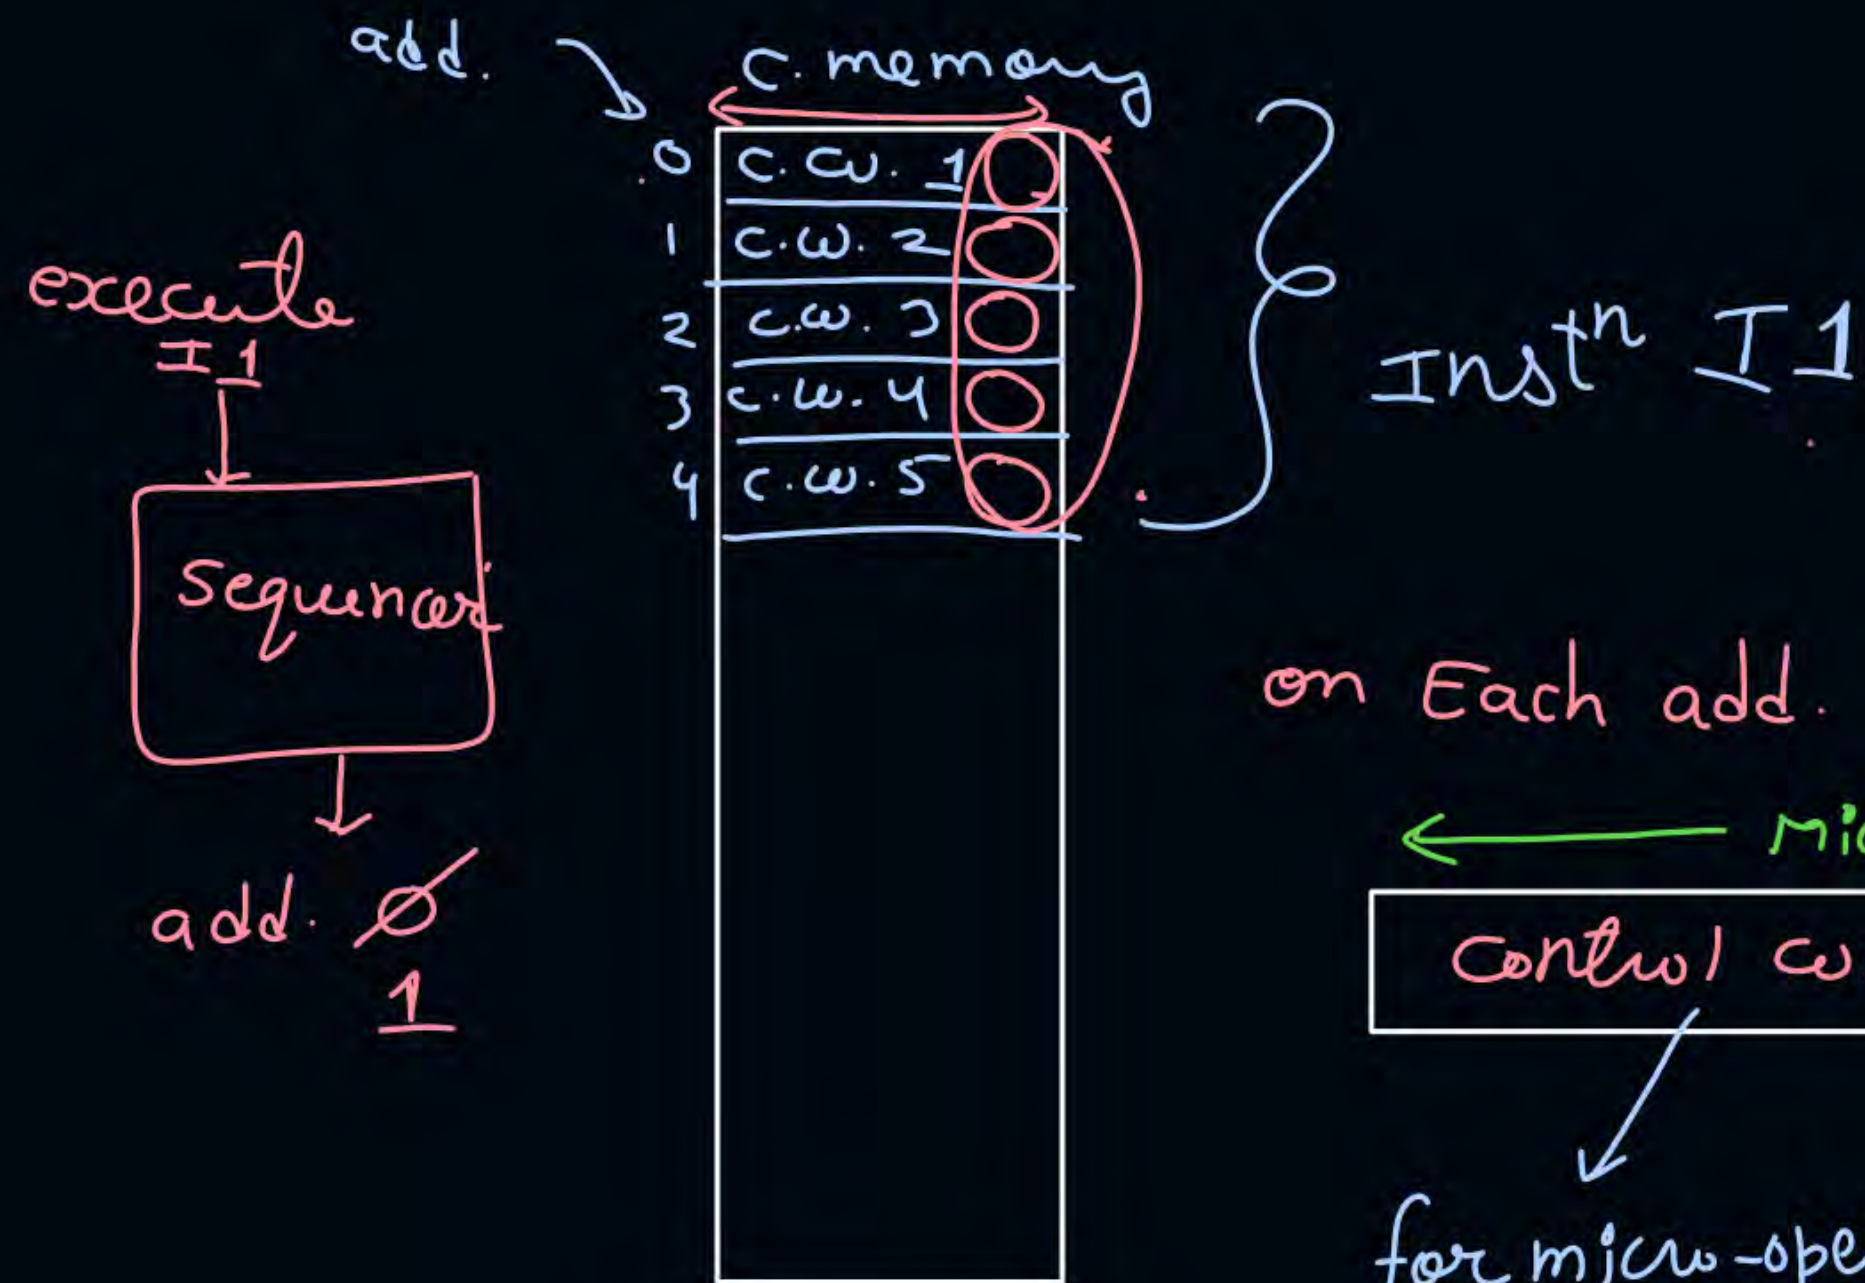 add.
C. memory
0 C.W. 1
1 C.W. 2
2 C.W. 3
3 C.W. 4
4 C.W. 5
execute
I1
Sequencer
add. 0
1
Instn I1
on Each add.
Control
for